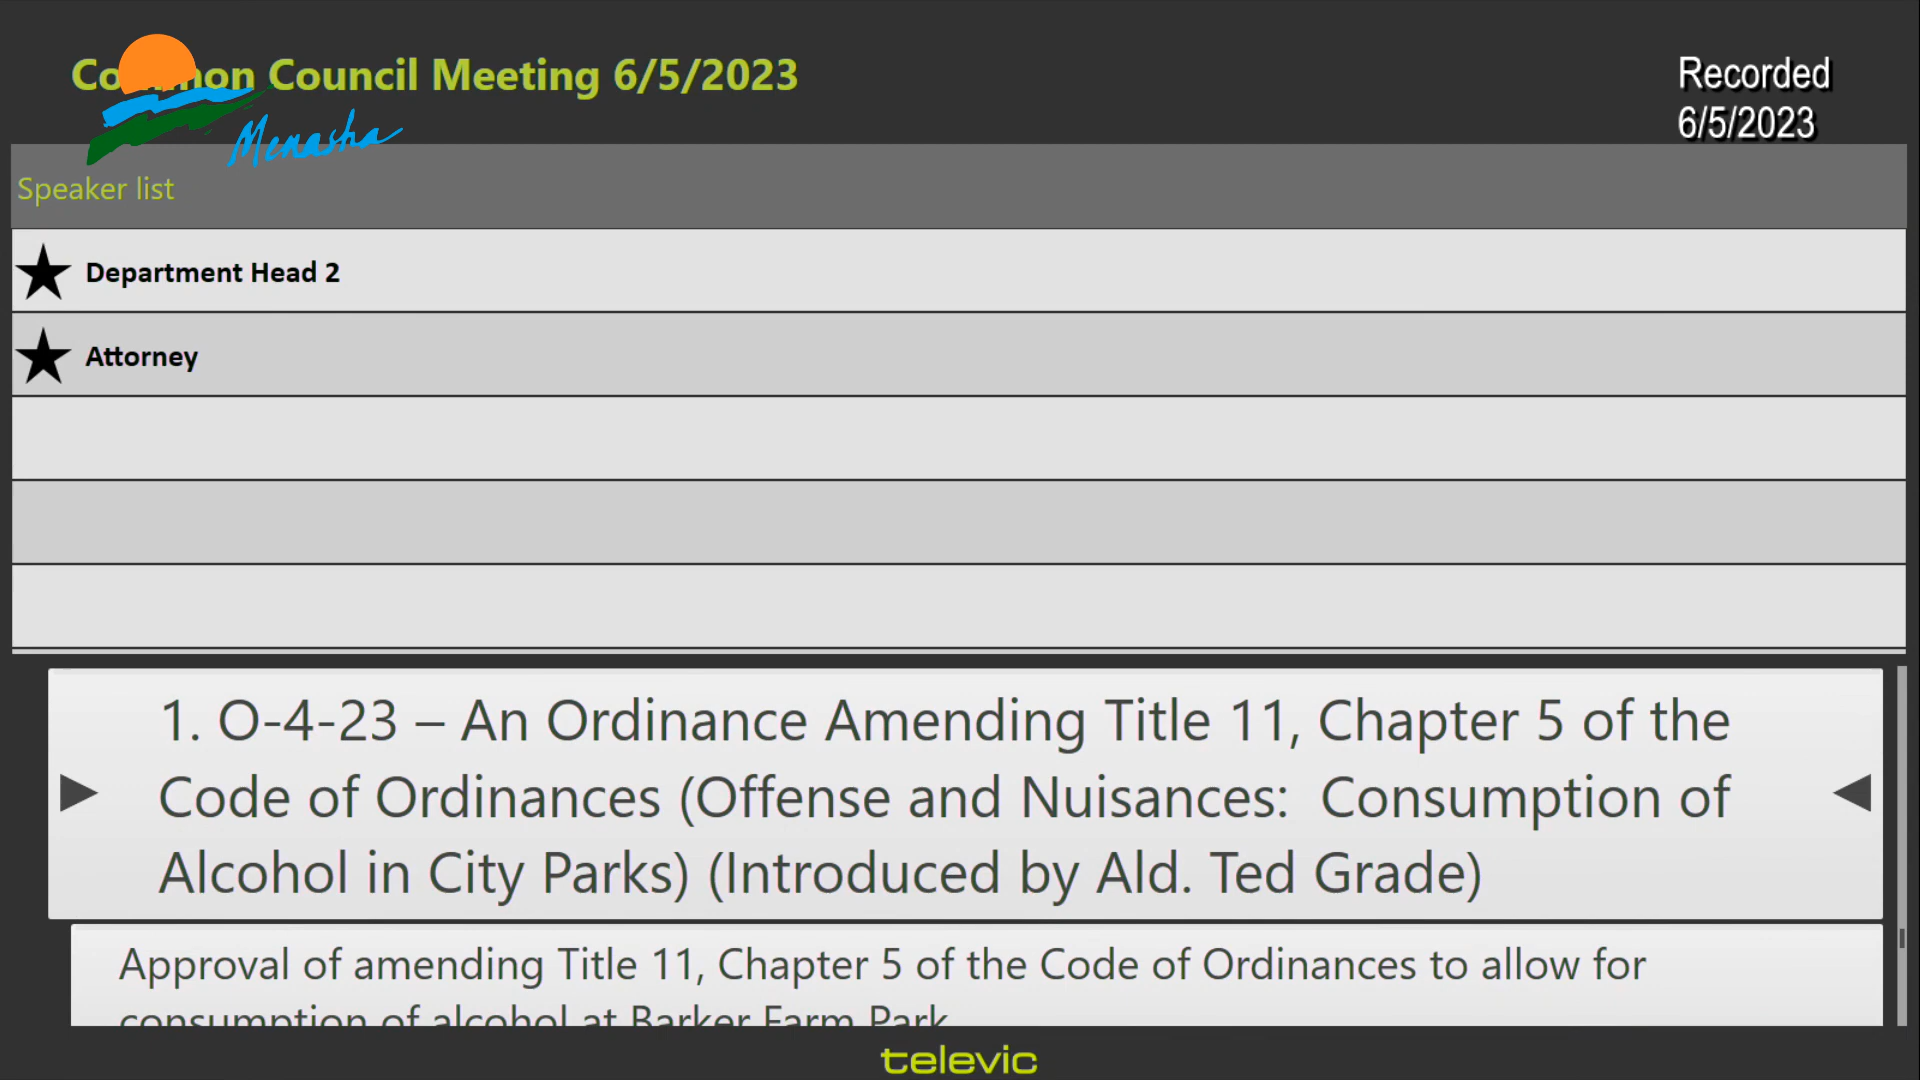 Common Council Meeting 6/5/2023
Recorded
6/5/2023
Menasha
Speaker list
Department Head 2
Attorney
1. O-4-23 – An Ordinance Amending Title 11, Chapter 5 of the
Code of Ordinances (Offense and Nuisances:  Consumption of
Alcohol in City Parks) (Introduced by Ald. Ted Grade)
Approval of amending Title 11, Chapter 5 of the Code of Ordinances to allow for
consumption of alcohol at Barker Farm Park
televic